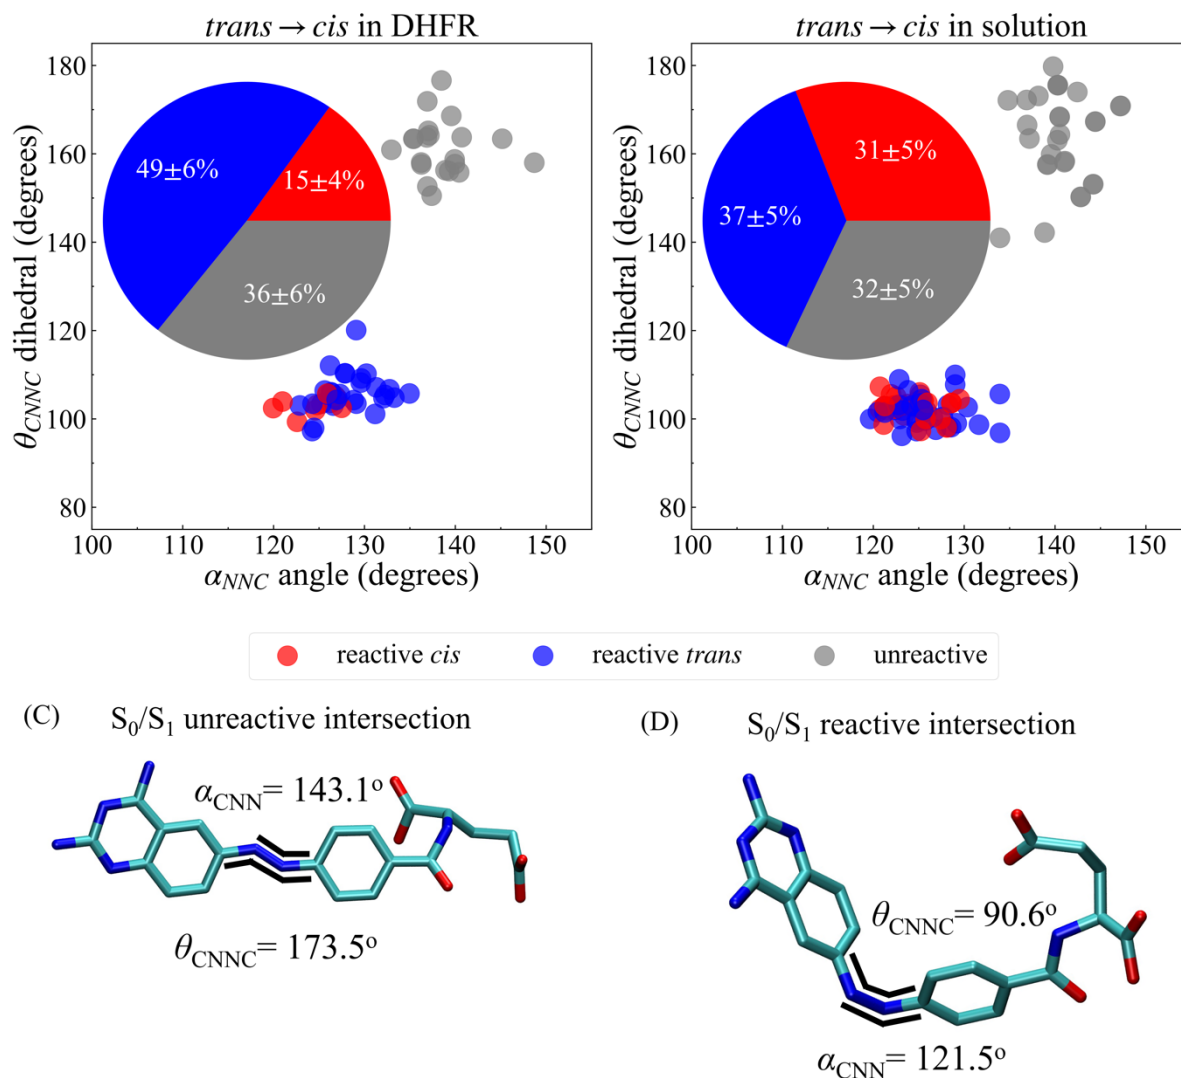 trans → cis in DHFR
trans → cis in solution
θCNNC dihedral (degrees)
180
160
140
120
100
80
49±6%
15±4%
36±6%
100 110 120 130 140 150
αNNC angle (degrees)
θCNNC dihedral (degrees)
180
160
140
120
100
80
31±5%
37±5%
32±5%
100 110 120 130 140 150
αNNC angle (degrees)
reactive cis
reactive trans
unreactive
(C) S₀/S₁ unreactive intersection
αCNN= 143.1°
θCNNC= 173.5°
(D) S₀/S₁ reactive intersection
θCNNC= 90.6°
αCNN= 121.5°